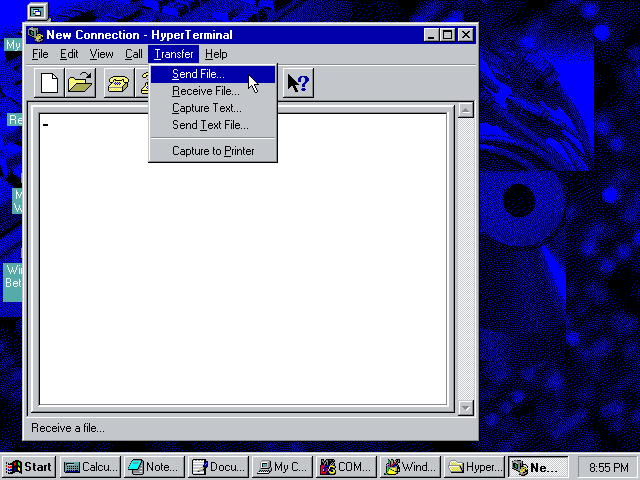 New Connection - HyperTerminal
File Edit View Call Transfer Help
Send File...
Receive File...
Capture Text...
Send Text File...
Capture to Printer
My
Re
M
W
Win
Bet
Receive a file...
Start Calcu... Note... Docu... My C... COM... Wind... Hyper... Ne... 8:55 PM